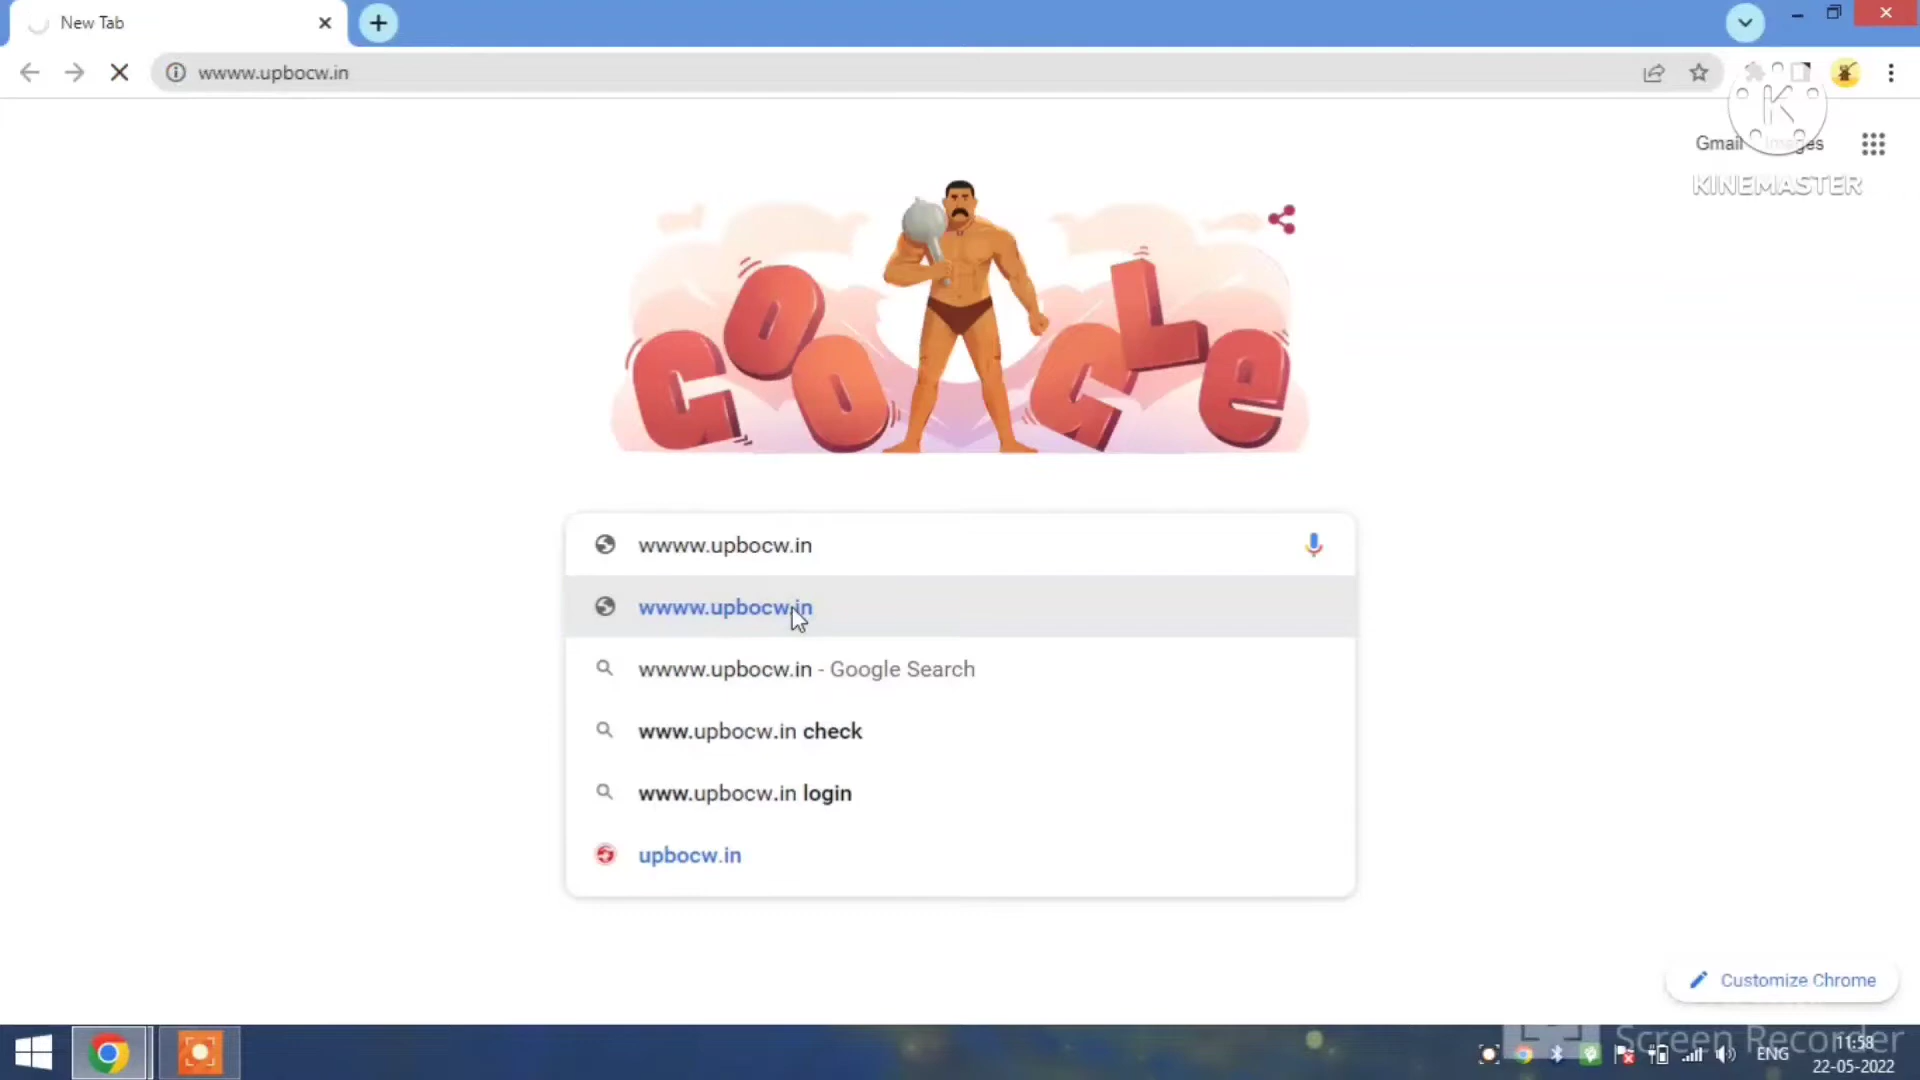 New Tab
wwww.upbocw.in
Gmail Images
KINEMASTER
GOOGLE
wwww.upbocw.in
wwww.upbocw.in
wwww.upbocw.in - Google Search
www.upbocw.in check
www.upbocw.in login
upbocw.in
Customize Chrome
Screen Recorder
ENG
11:58
22-05-2022